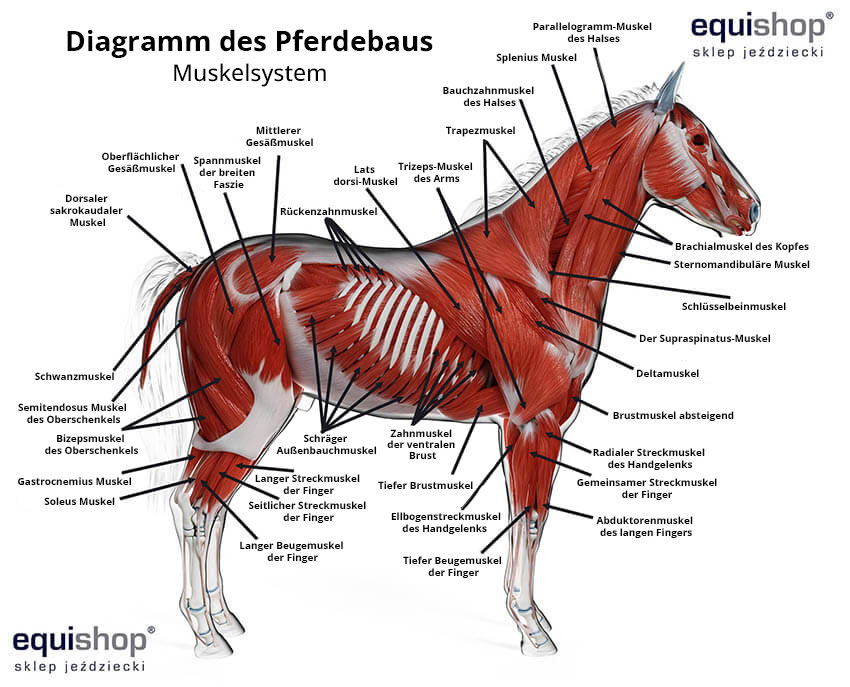 Diagramm des Pferdebaus
Muskelsystem
equishop®
sklep jeździecki
Parallelogramm-Muskel
des Halses
Splenius Muskel
Bauchzahnmuskel
des Halses
Trapezmuskel
Mittlerer
Gesäßmuskel
Oberflächlicher
Gesäßmuskel
Spannmuskel
der breiten
Faszie
Lats
dorsi-Muskel
Trizeps-Muskel
des Arms
Dorsaler
sakrokaudaler
Muskel
Rückenzahnmuskel
Brachialmuskel des Kopfes
Sternomandibuläre Muskel
Schlüsselbeinmuskel
Der Supraspinatus-Muskel
Deltamuskel
Schwanzmuskel
Semitendosus Muskel
des Oberschenkels
Bizepsmuskel
des Oberschenkels
Schräger
Außenbauchmuskel
Zahnmuskel
der ventralen
Brust
Brustmuskel absteigend
Gastrocnemius Muskel
Soleus Muskel
Langer Streckmuskel
der Finger
Seitlicher Streckmuskel
der Finger
Tiefer Brustmuskel
Radialer Streckmuskel
des Handgelenks
Gemeinsamer Streckmuskel
der Finger
Ellbogenstreckmuskel
des Handgelenks
Abduktorenmuskel
des langen Fingers
Langer Beugemuskel
der Finger
Tiefer Beugemuskel
der Finger
equishop®
sklep jeździecki